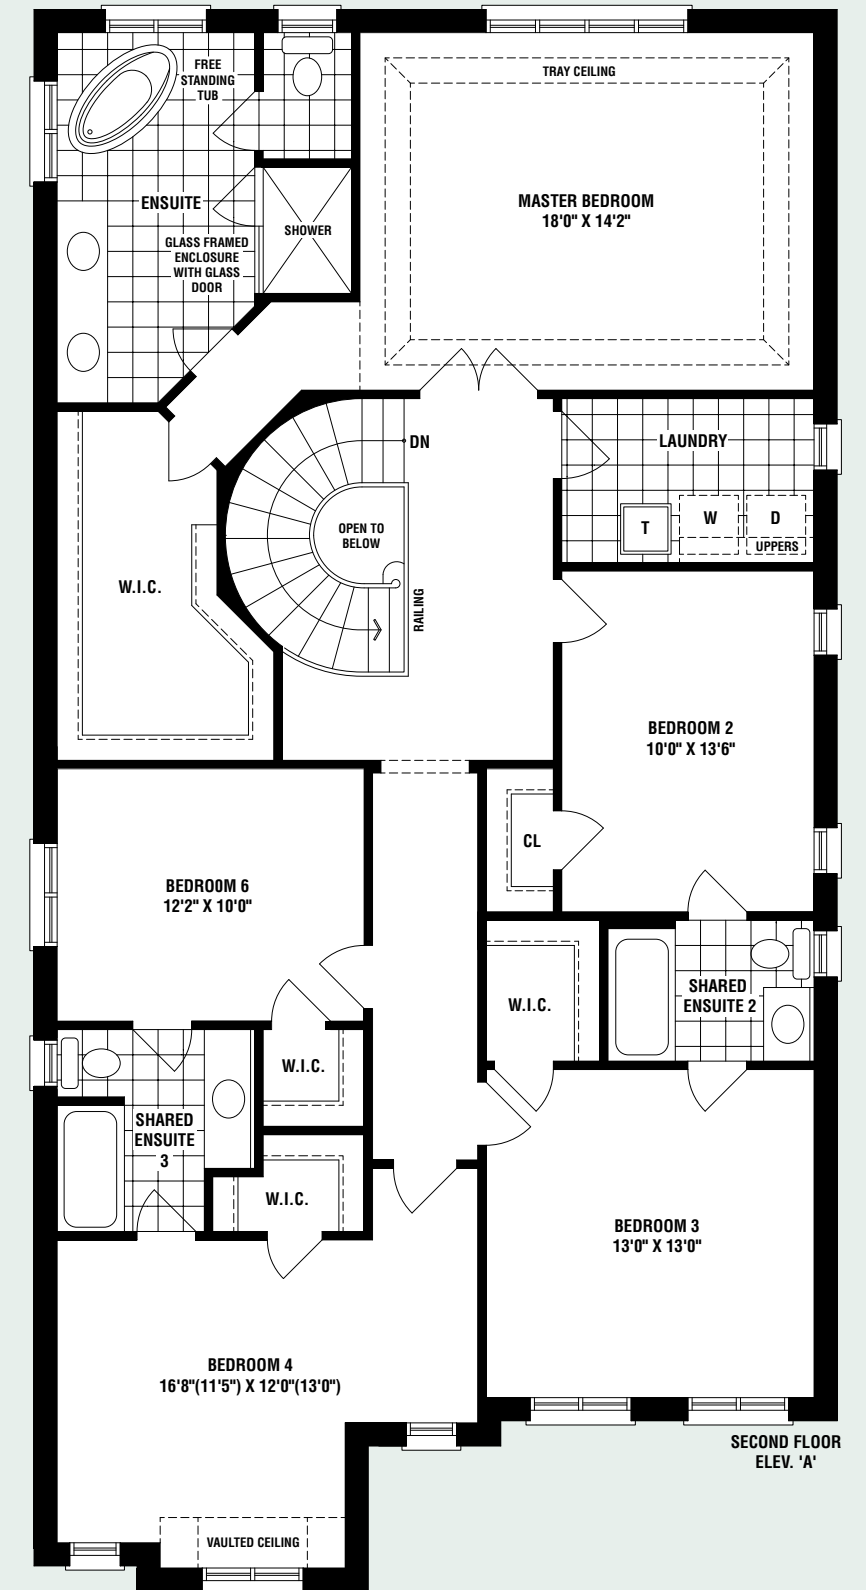 FREE
STANDING
TUB
TRAY CEILING
ENSUITE
MASTER BEDROOM
18'0" X 14'2"
SHOWER
GLASS FRAMED
ENCLOSURE
WITH GLASS
DOOR
DN
LAUNDRY
OPEN TO
BELOW
T
W
D
UPPERS
W.I.C.
RAILING
BEDROOM 2
10'0" X 13'6"
CL
BEDROOM 6
12'2" X 10'0"
W.I.C.
SHARED
ENSUITE 2
W.I.C.
SHARED
ENSUITE
3
W.I.C.
BEDROOM 3
13'0" X 13'0"
BEDROOM 4
16'8"(11'5") X 12'0"(13'0")
SECOND FLOOR
ELEV. 'A'
VAULTED CEILING